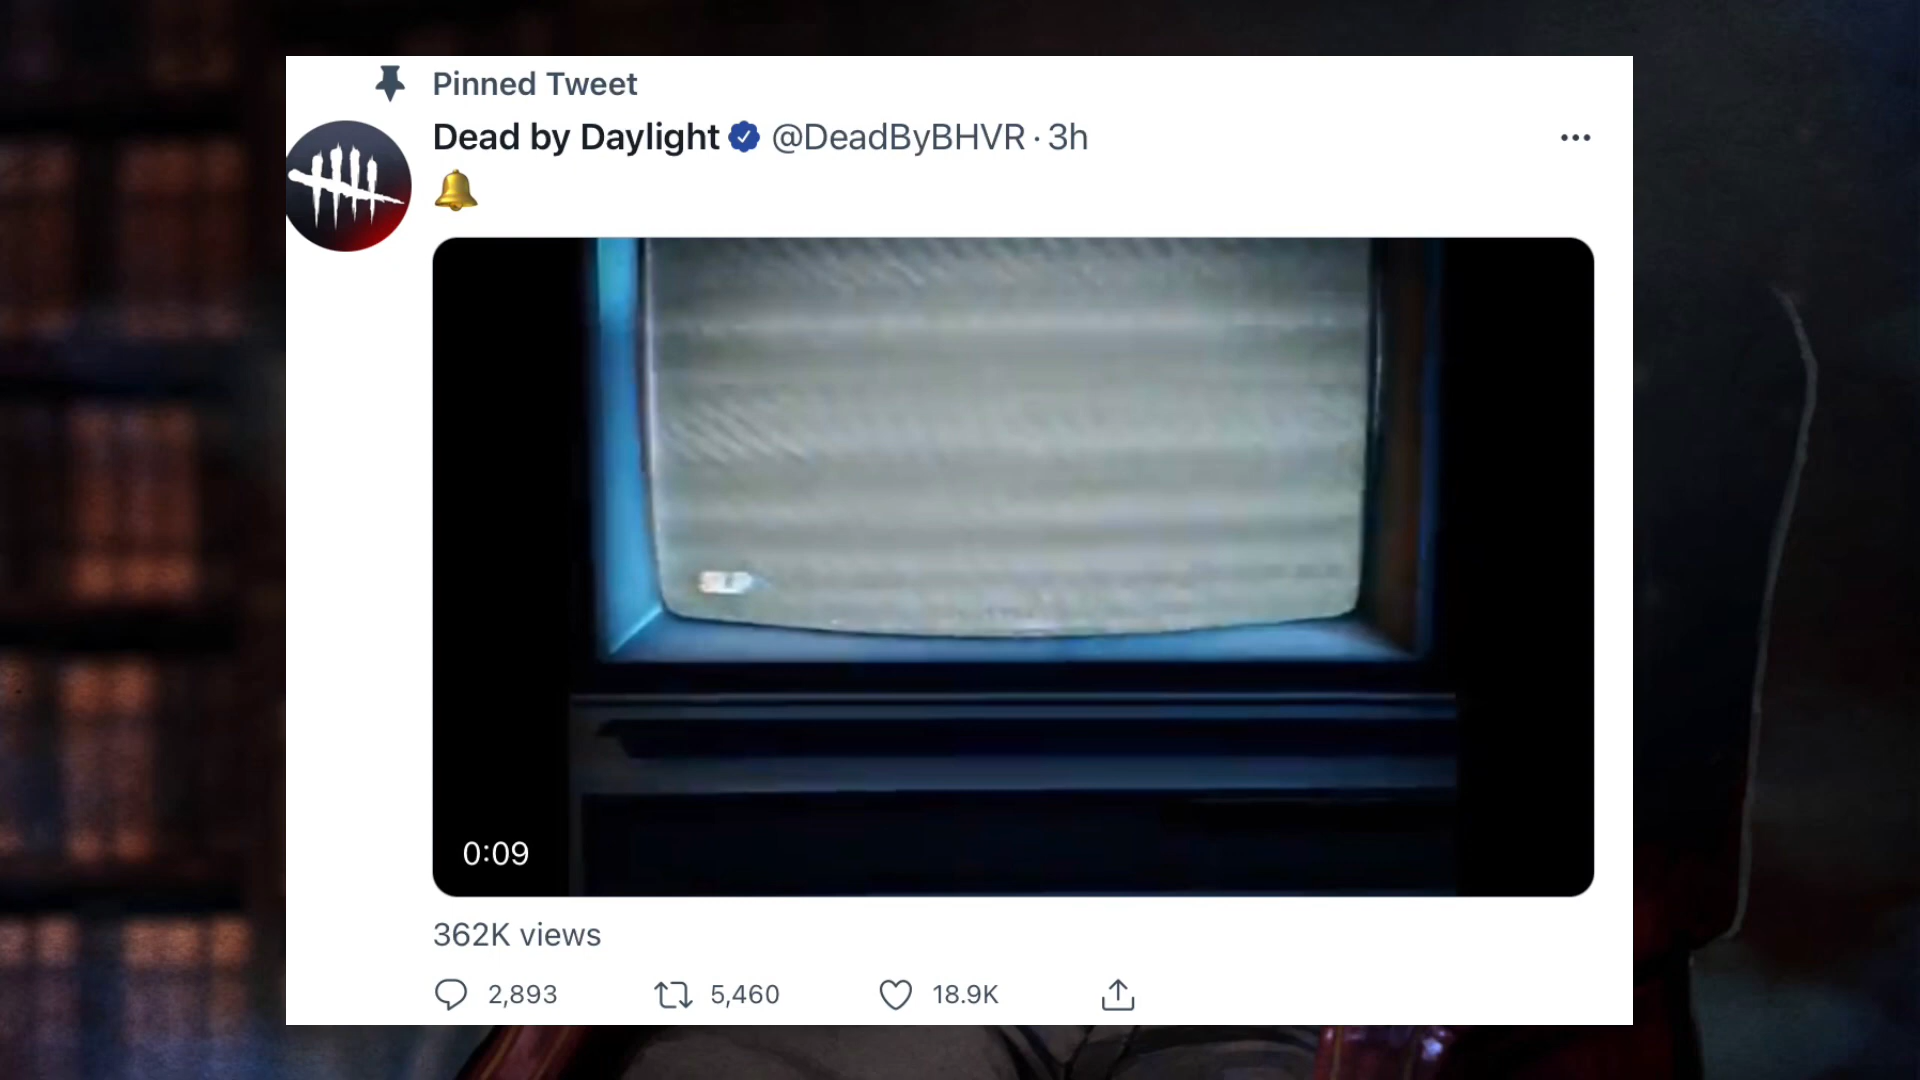 Pinned Tweet
Dead by Daylight @DeadByBHVR · 3h
🔔
0:09
362K views
2,893 5,460 18.9K